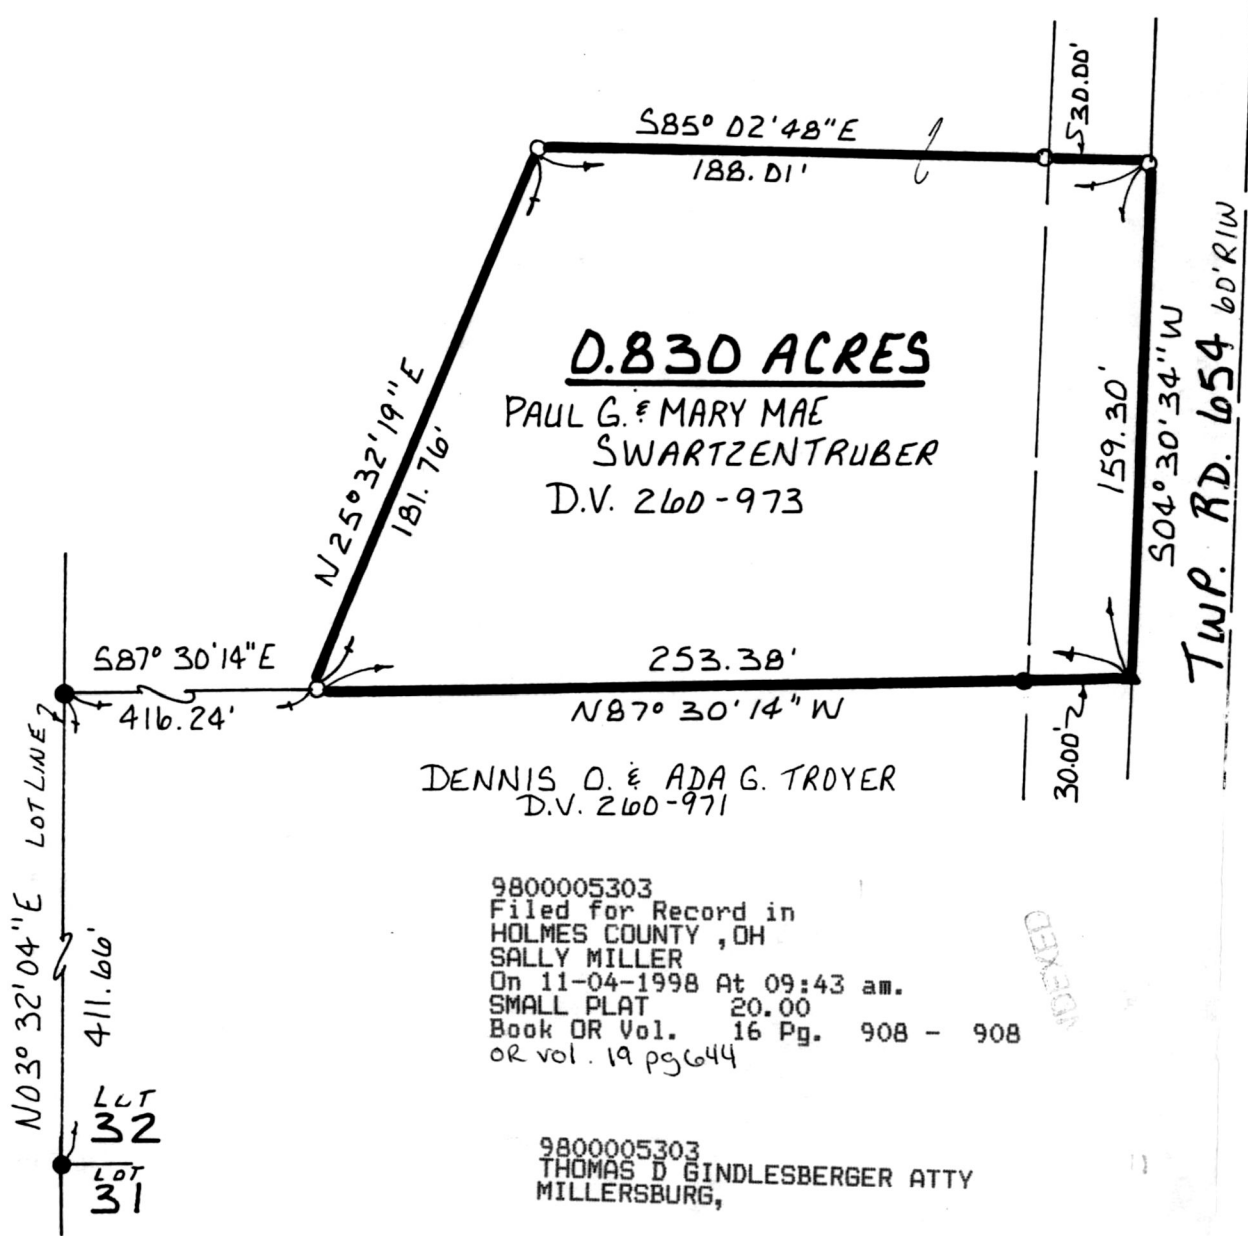 S85° 02'48"E
188.01'
30.00'
0.830 ACRES
PAUL G. & MARY MAE
SWARTZENTRUBER
D.V. 260-973
N25°32'19"E
181.76'
159.30'
S04°30'34"W
TWP. RD. 654 60' R/W
S87° 30'14"E
416.24'
253.38'
N87° 30'14"W
30.00'
DENNIS O. & ADA G. TROYER
D.V. 260-971
LOT LINE
N03° 32'04"E
411.66'
LOT
32
LOT
31
9800005303
Filed for Record in
HOLMES COUNTY ,OH
SALLY MILLER
On 11-04-1998 At 09:43 am.
SMALL PLAT 20.00
Book OR Vol. 16 Pg. 908 - 908
OR vol. 19 pg 644
INDEXED
9800005303
THOMAS D GINDLESBERGER ATTY
MILLERSBURG,